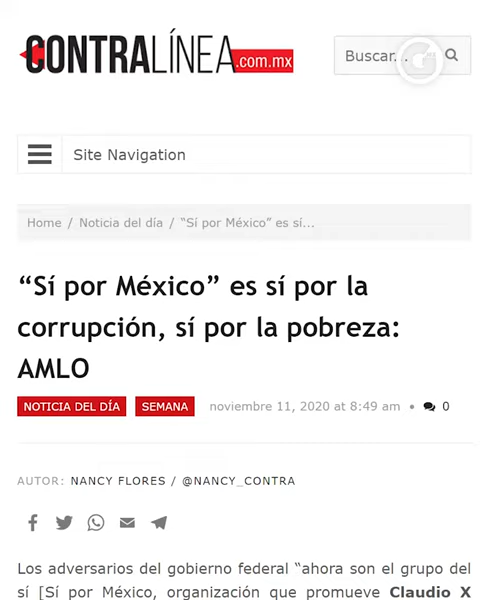 CONTRALÍNEA.com.mx
Buscar...
Site Navigation
Home / Noticia del día / “Sí por México” es sí...
“Sí por México” es sí por la
corrupción, sí por la pobreza:
AMLO
NOTICIA DEL DÍA SEMANA noviembre 11, 2020 at 8:49 am • 0
AUTOR: NANCY FLORES / @NANCY_CONTRA
Los adversarios del gobierno federal “ahora son el grupo del
sí [Sí por México, organización que promueve Claudio X